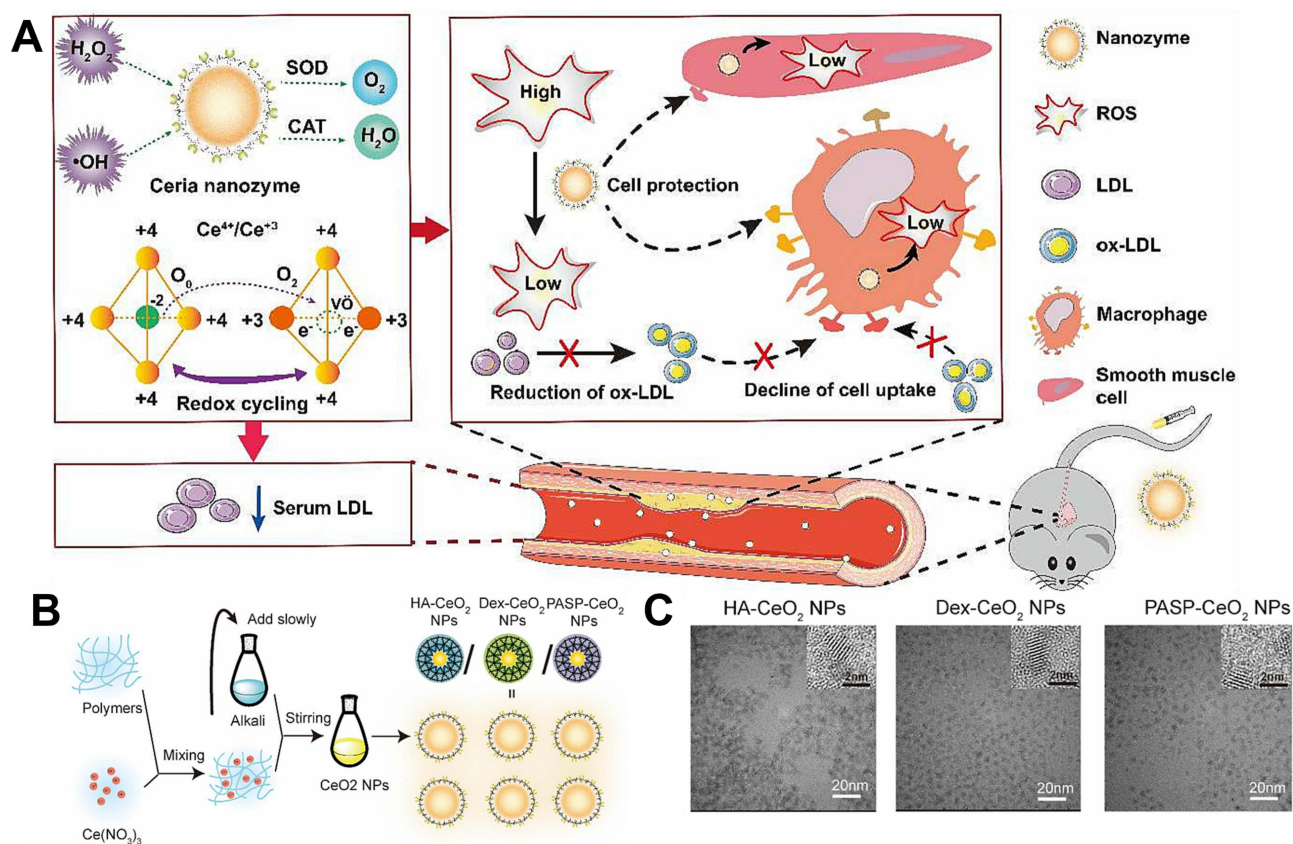 A
H₂O₂
•OH
SOD
CAT
O₂
H₂O
Ceria nanozyme
Ce⁴⁺/Ce⁺³
+4
+4
O₀
O₂
-2
VÖ
+4
+4
+3
e⁻
e⁻
+3
+4
+4
Redox cycling
Serum LDL
High
Low
Cell protection
Low
Low
Reduction of ox-LDL
Decline of cell uptake
Nanozyme
ROS
LDL
ox-LDL
Macrophage
Smooth muscle
cell
B
Polymers
Ce(NO₃)₃
Mixing
Add slowly
Alkali
Stirring
CeO2 NPs
HA-CeO₂
NPs
Dex-CeO₂
NPs
PASP-CeO₂
NPs
/
/
=
C
HA-CeO₂ NPs
Dex-CeO₂ NPs
PASP-CeO₂ NPs
2nm
2nm
2nm
20nm
20nm
20nm